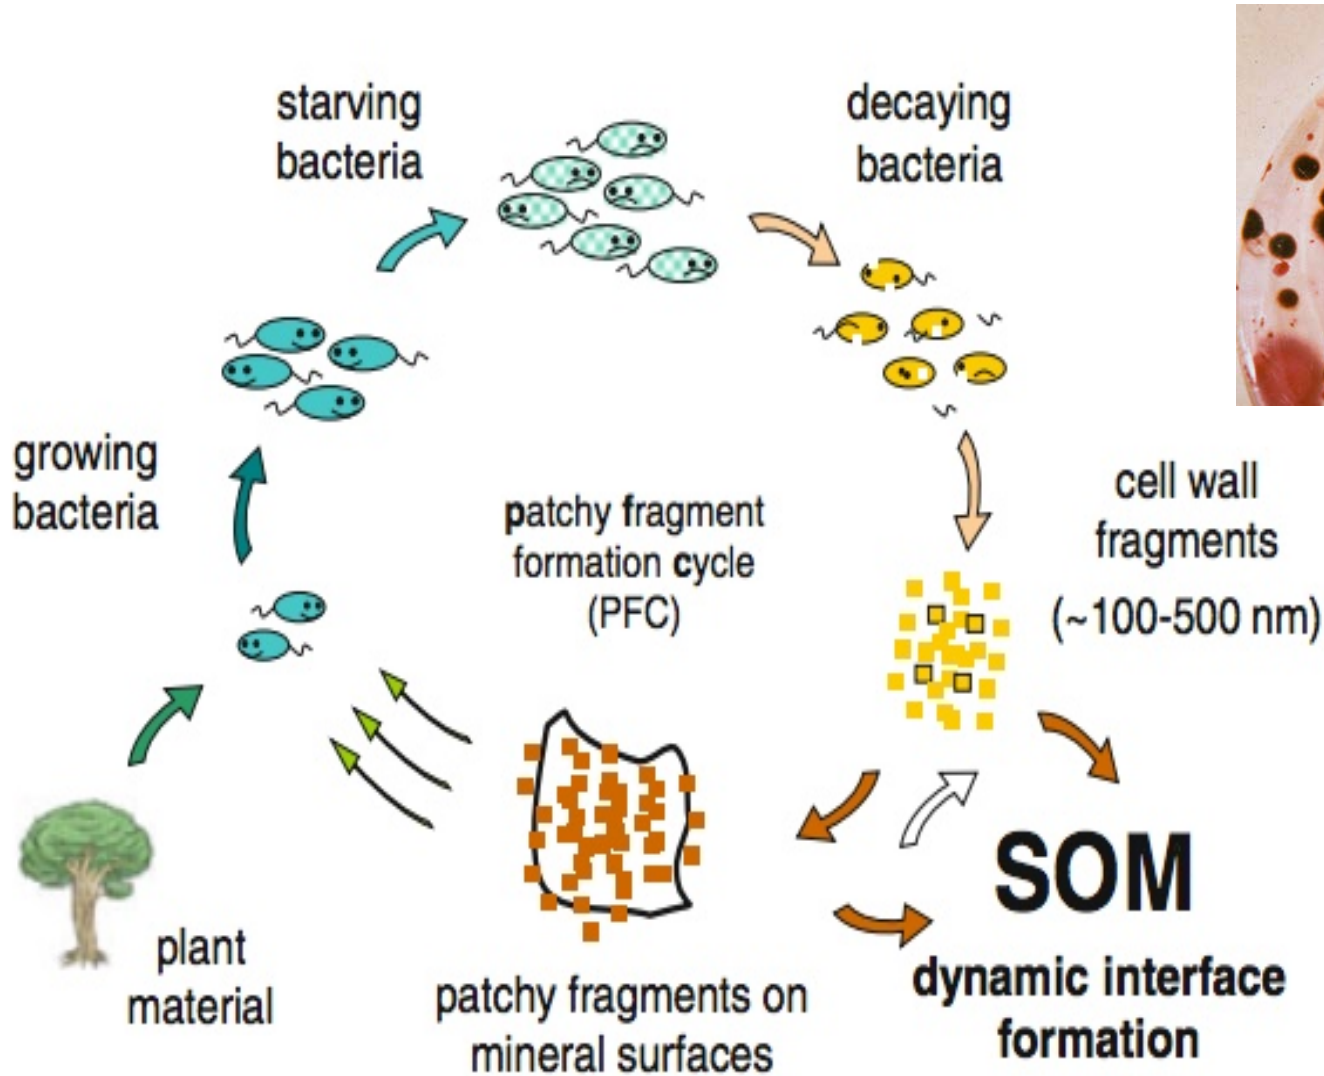 starving
bacteria
decaying
bacteria
growing
bacteria
patchy fragment
formation cycle
(PFC)
cell wall
fragments
(~100-500 nm)
plant
material
patchy fragments on
mineral surfaces
SOM
dynamic interface
formation